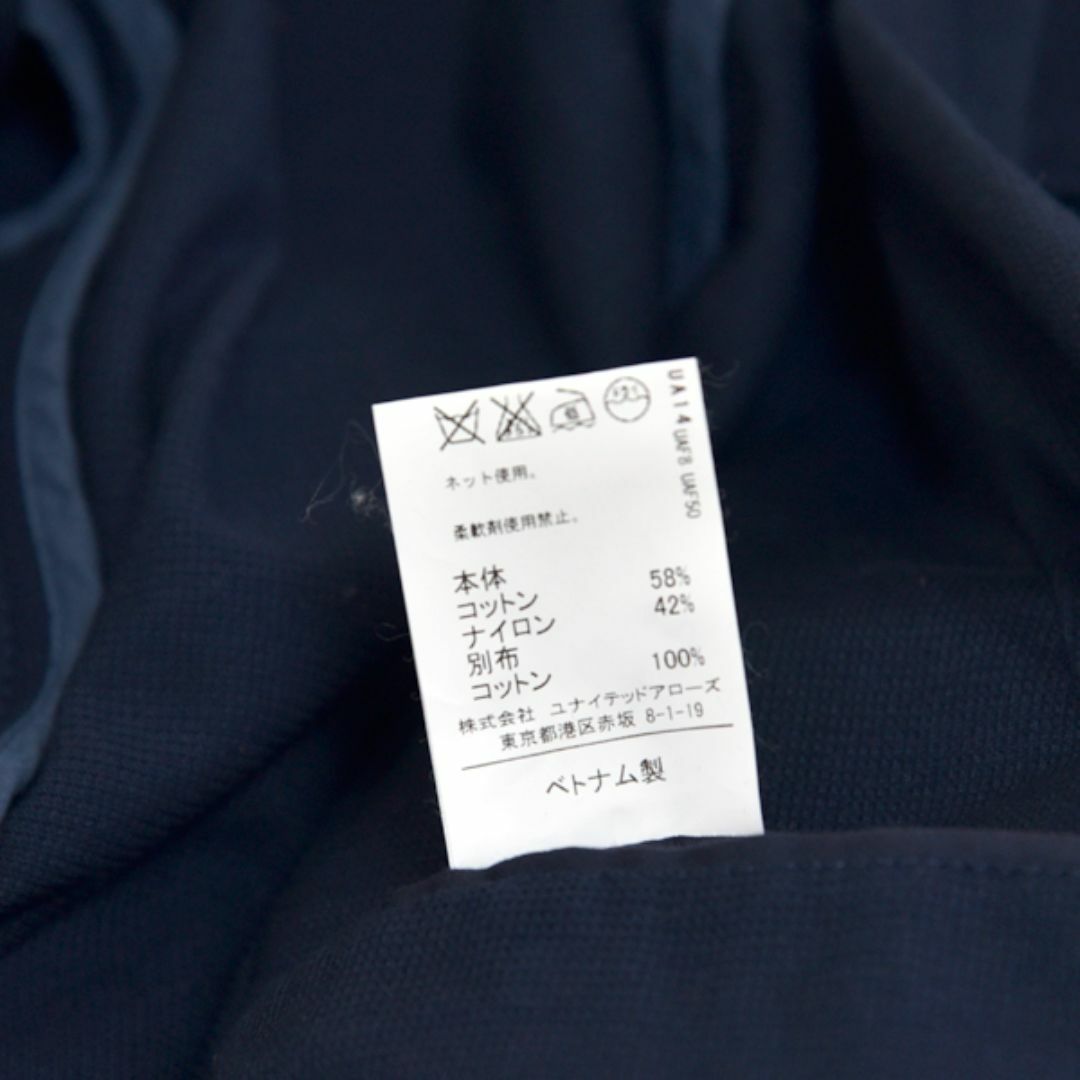 UA14 UAF8 UAF50
ネット使用。
柔軟剤使用禁止。
本体
コットン 58%
ナイロン 42%
別布
コットン 100%
株式会社 ユナイテッドアローズ
東京都港区赤坂 8-1-19
ベトナム製